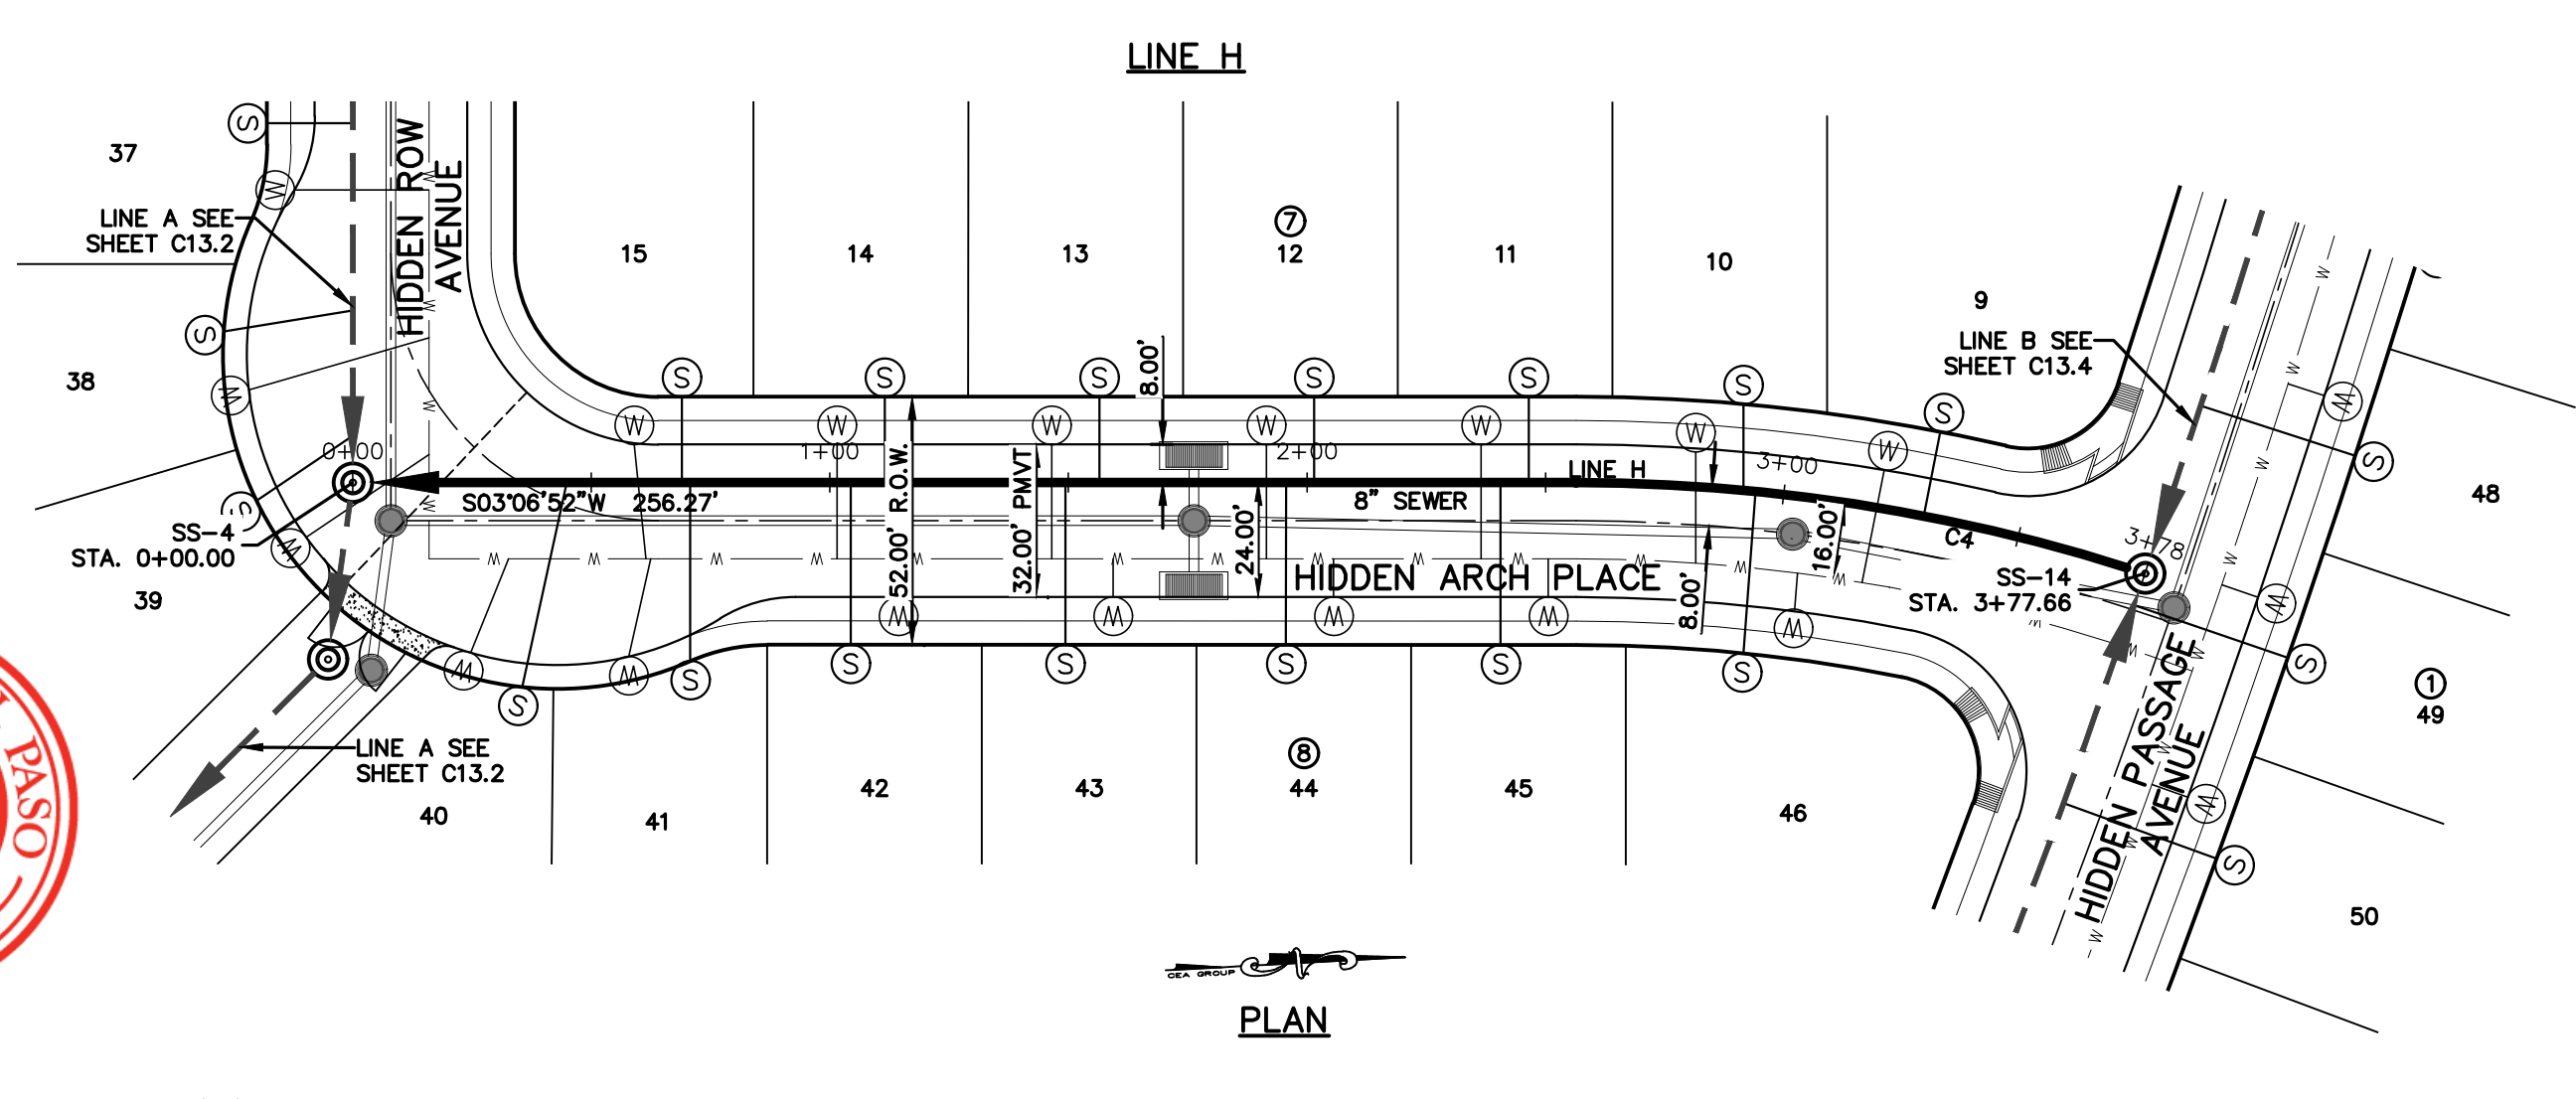 LINE H
37
LINE A SEE
SHEET C13.2
38
HIDDEN ROW
AVENUE
15
14
13
7
12
11
10
9
LINE B SEE
SHEET C13.4
48
S
S
S
S
W
W
W
S
S
S
S
S
S
S
W
W
W
W
W
W
W
8.00'
0+00
1+00
2+00
3+00
3+78
LINE H
S03°06'52"W 256.27'
52.00' R.O.W.
32.00' PMVT
24.00'
8" SEWER
16.00'
8.00'
C4
HIDDEN ARCH PLACE
SS-4
STA. 0+00.00
39
SS-14
STA. 3+77.66
W
W
W
W
W
W
W
S
S
S
S
S
S
S
W
W
W
S
S
S
HIDDEN PASSAGE
AVENUE
1
49
50
LINE A SEE
SHEET C13.2
40
41
42
43
8
44
45
46
PASO
CEA GROUP
PLAN